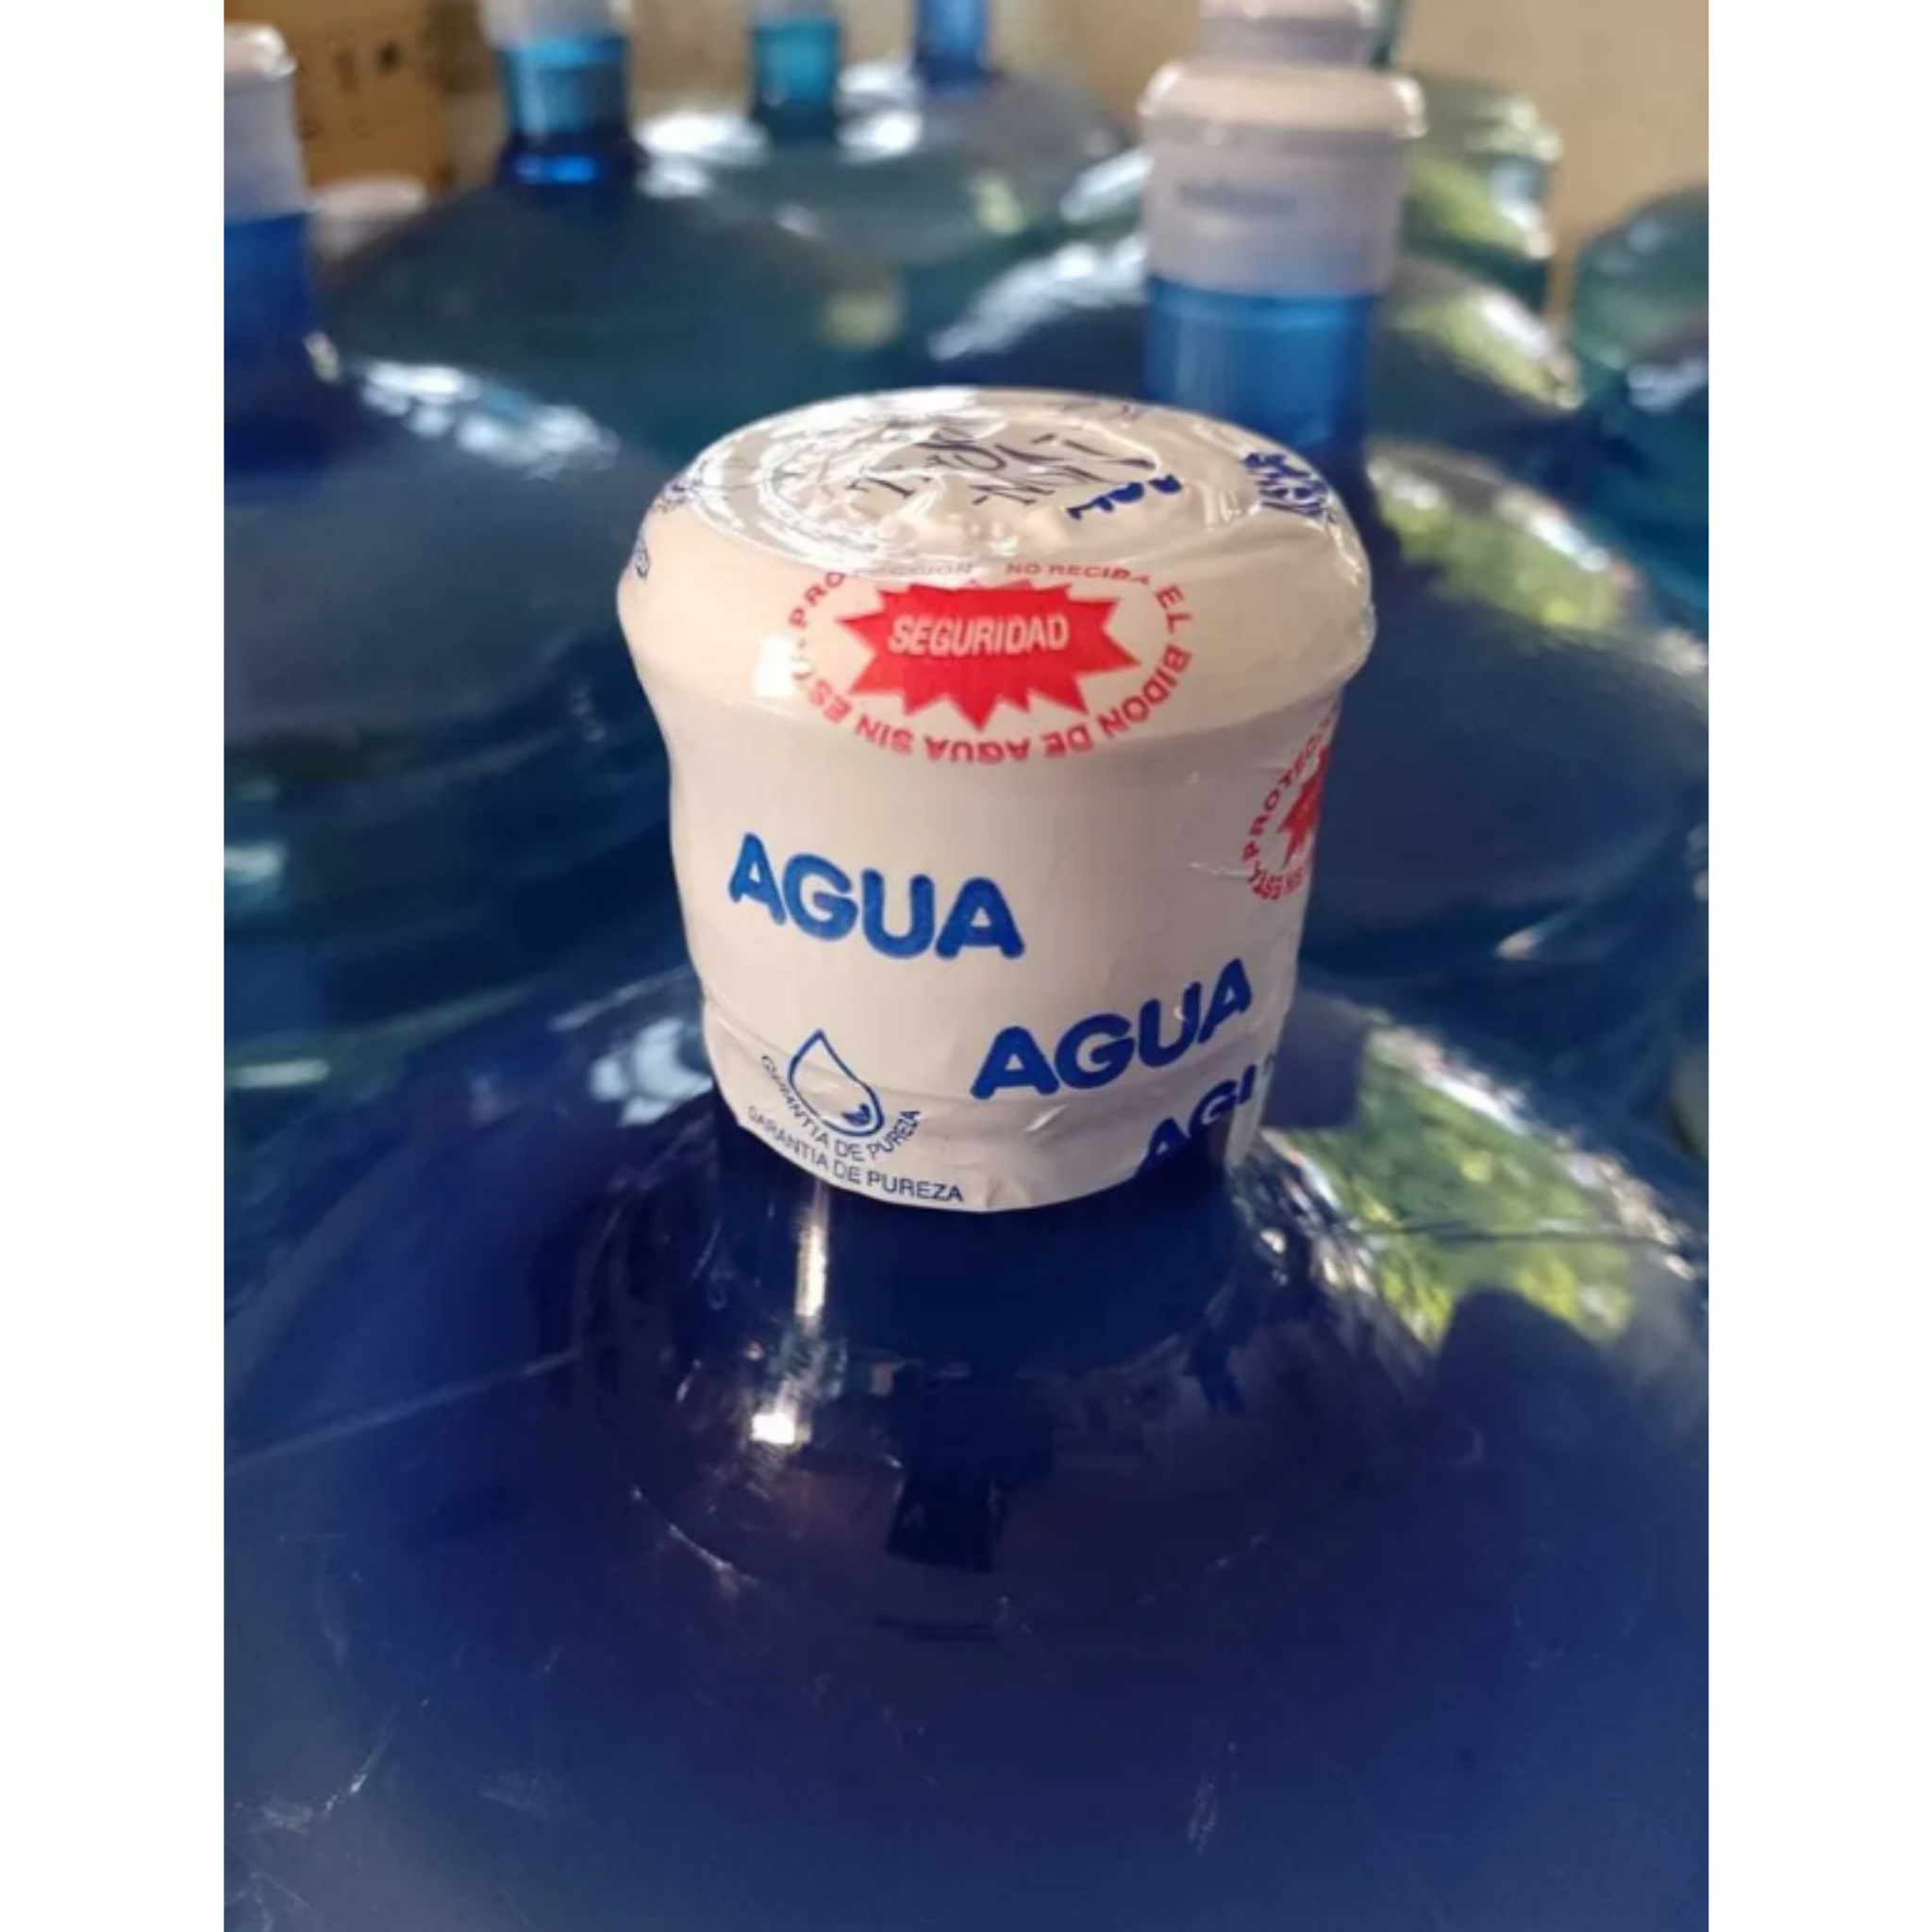 NO RECIBA EL BIDON DE AGUA SIN ESTA PROTECCION
SEGURIDAD
AGUA
AGUA
GARANTIA DE PUREZA
GARANTIA DE PUREZA